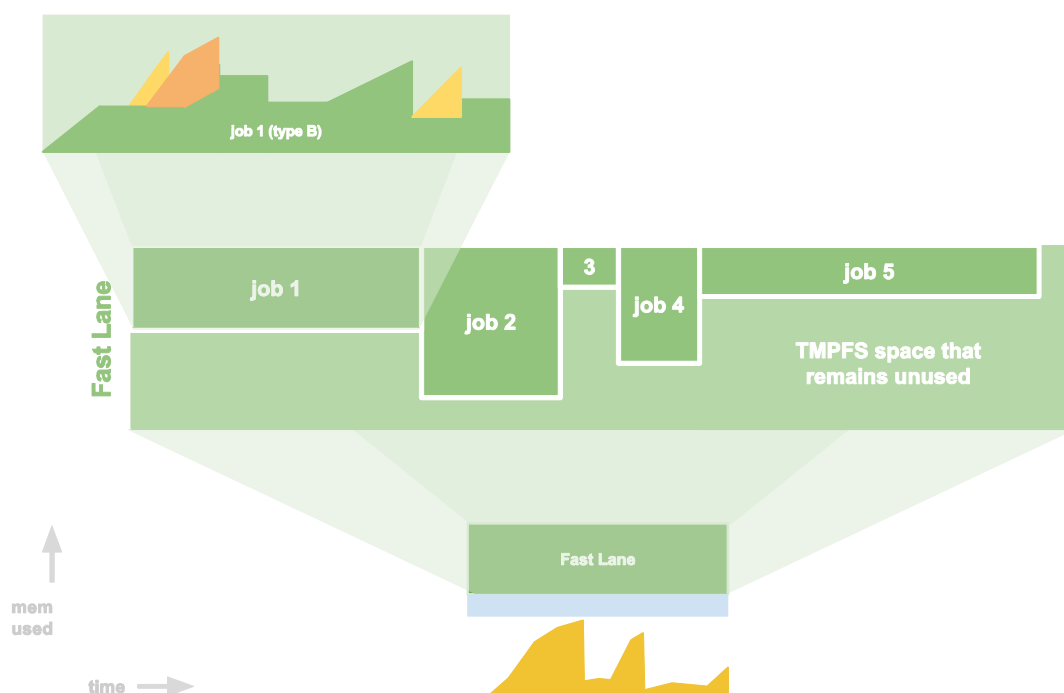 job 1 (type B)
Fast Lane
job 1
job 2
3
job 4
job 5
TMPFS space that
remains unused
Fast Lane
mem
used
time